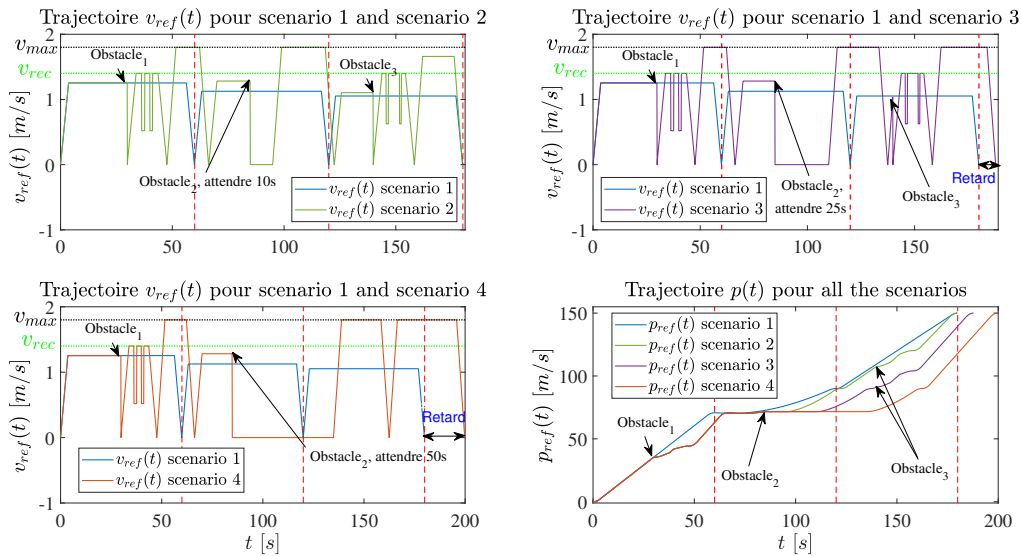 Trajectoire v_ref(t) pour scenario 1 and scenario 2
2
v_max
v_rec
1
0
-1
v_ref(t) [m/s]
Obstacle_1
Obstacle_3
Obstacle_2, attendre 10s
v_ref(t) scenario 1
v_ref(t) scenario 2
0 50 100 150
Trajectoire v_ref(t) pour scenario 1 and scenario 3
2
v_max
v_rec
1
0
-1
v_ref(t) [m/s]
Obstacle_1
Retard
Obstacle_2,
attendre 25s
Obstacle_3
v_ref(t) scenario 1
v_ref(t) scenario 3
0 50 100 150
Trajectoire v_ref(t) pour scenario 1 and scenario 4
2
v_max
v_rec
1
0
-1
v_ref(t) [m/s]
Obstacle_1
Retard
Obstacle_2, attendre 50s
v_ref(t) scenario 1
v_ref(t) scenario 4
0 50 100 150 200
t [s]
Trajectoire p(t) pour all the scenarios
150
100
50
0
p_ref(t) [m/s]
p_ref(t) scenario 1
p_ref(t) scenario 2
p_ref(t) scenario 3
p_ref(t) scenario 4
Obstacle_1
Obstacle_2
Obstacle_3
0 50 100 150 200
t [s]